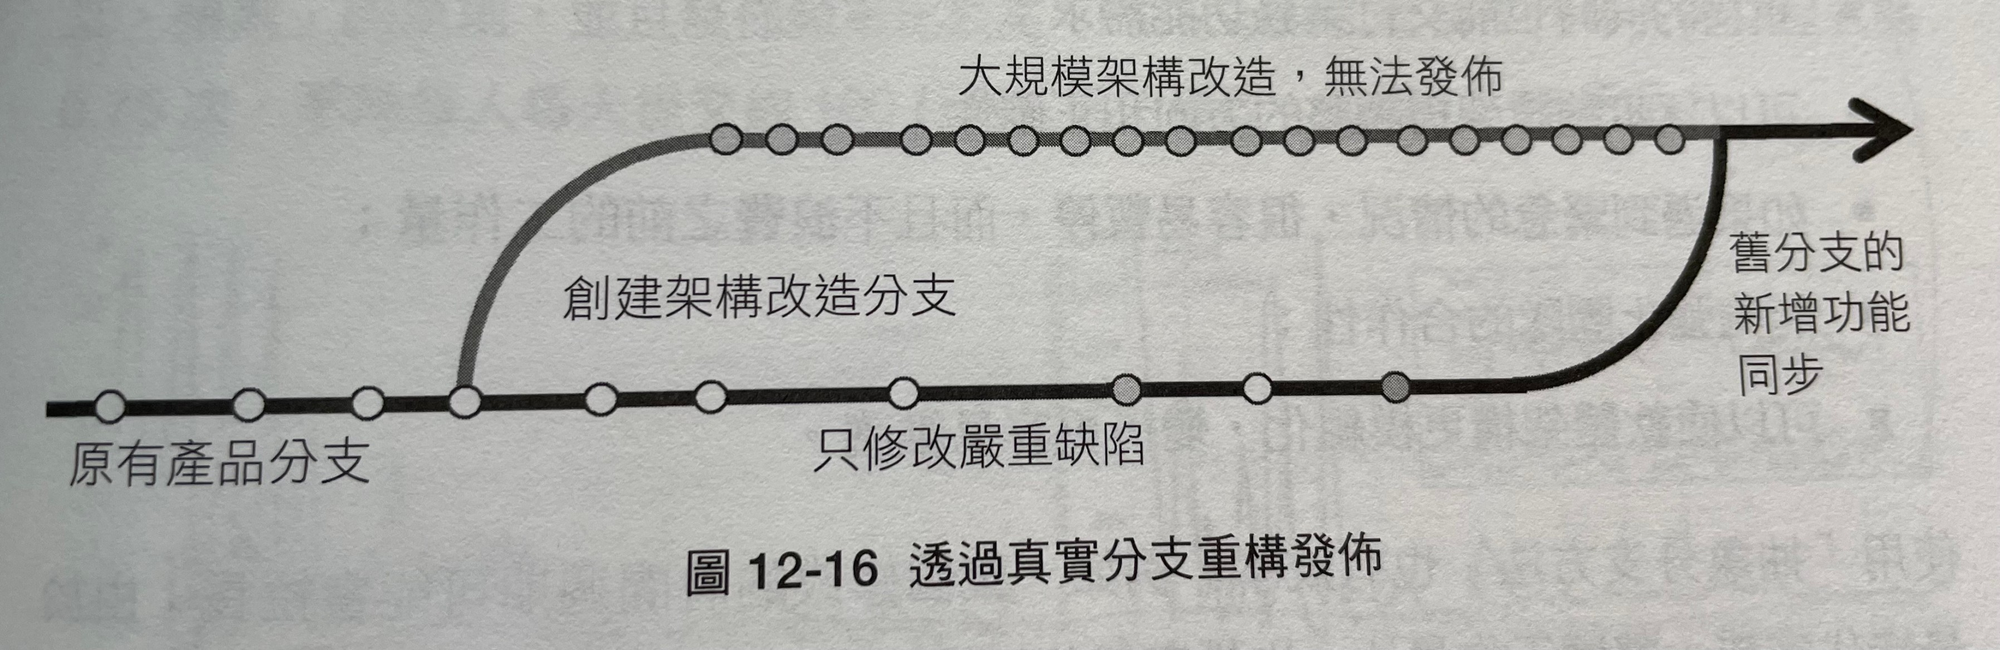 大規模架構改造，無法發佈
創建架構改造分支
舊分支的
新增功能
同步
原有產品分支
只修改嚴重缺陷
圖 12-16 透過真實分支重構發佈